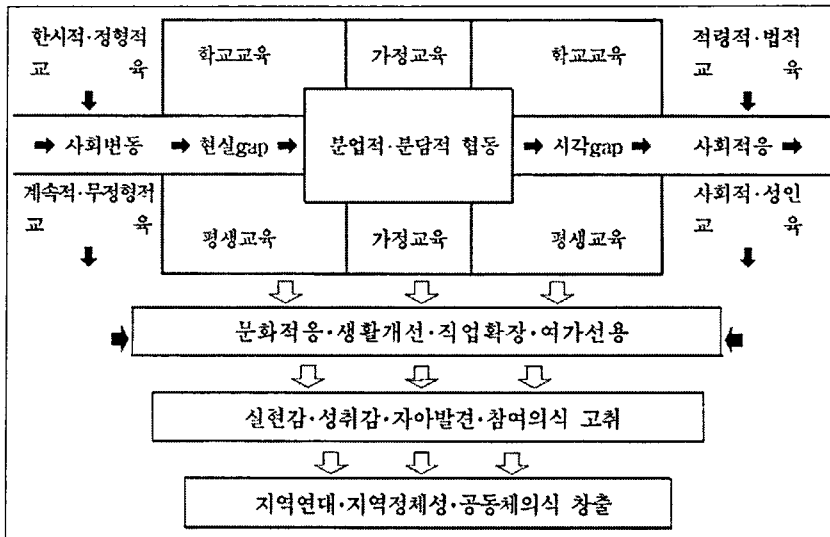 한시적·정형적
교 육
학교교육
가정교육
학교교육
적령적·법적
교 육
➡ 사회변동 ➡ 현실gap ➡ 분업적·분담적 협동 ➡ 시각gap ➡ 사회적응 ➡
계속적·무정형적
교 육
평생교육
가정교육
평생교육
사회적·성인
교 육
문화적응·생활개선·직업확장·여가선용
실현감·성취감·자아발견·참여의식 고취
지역연대·지역정체성·공동체의식 창출